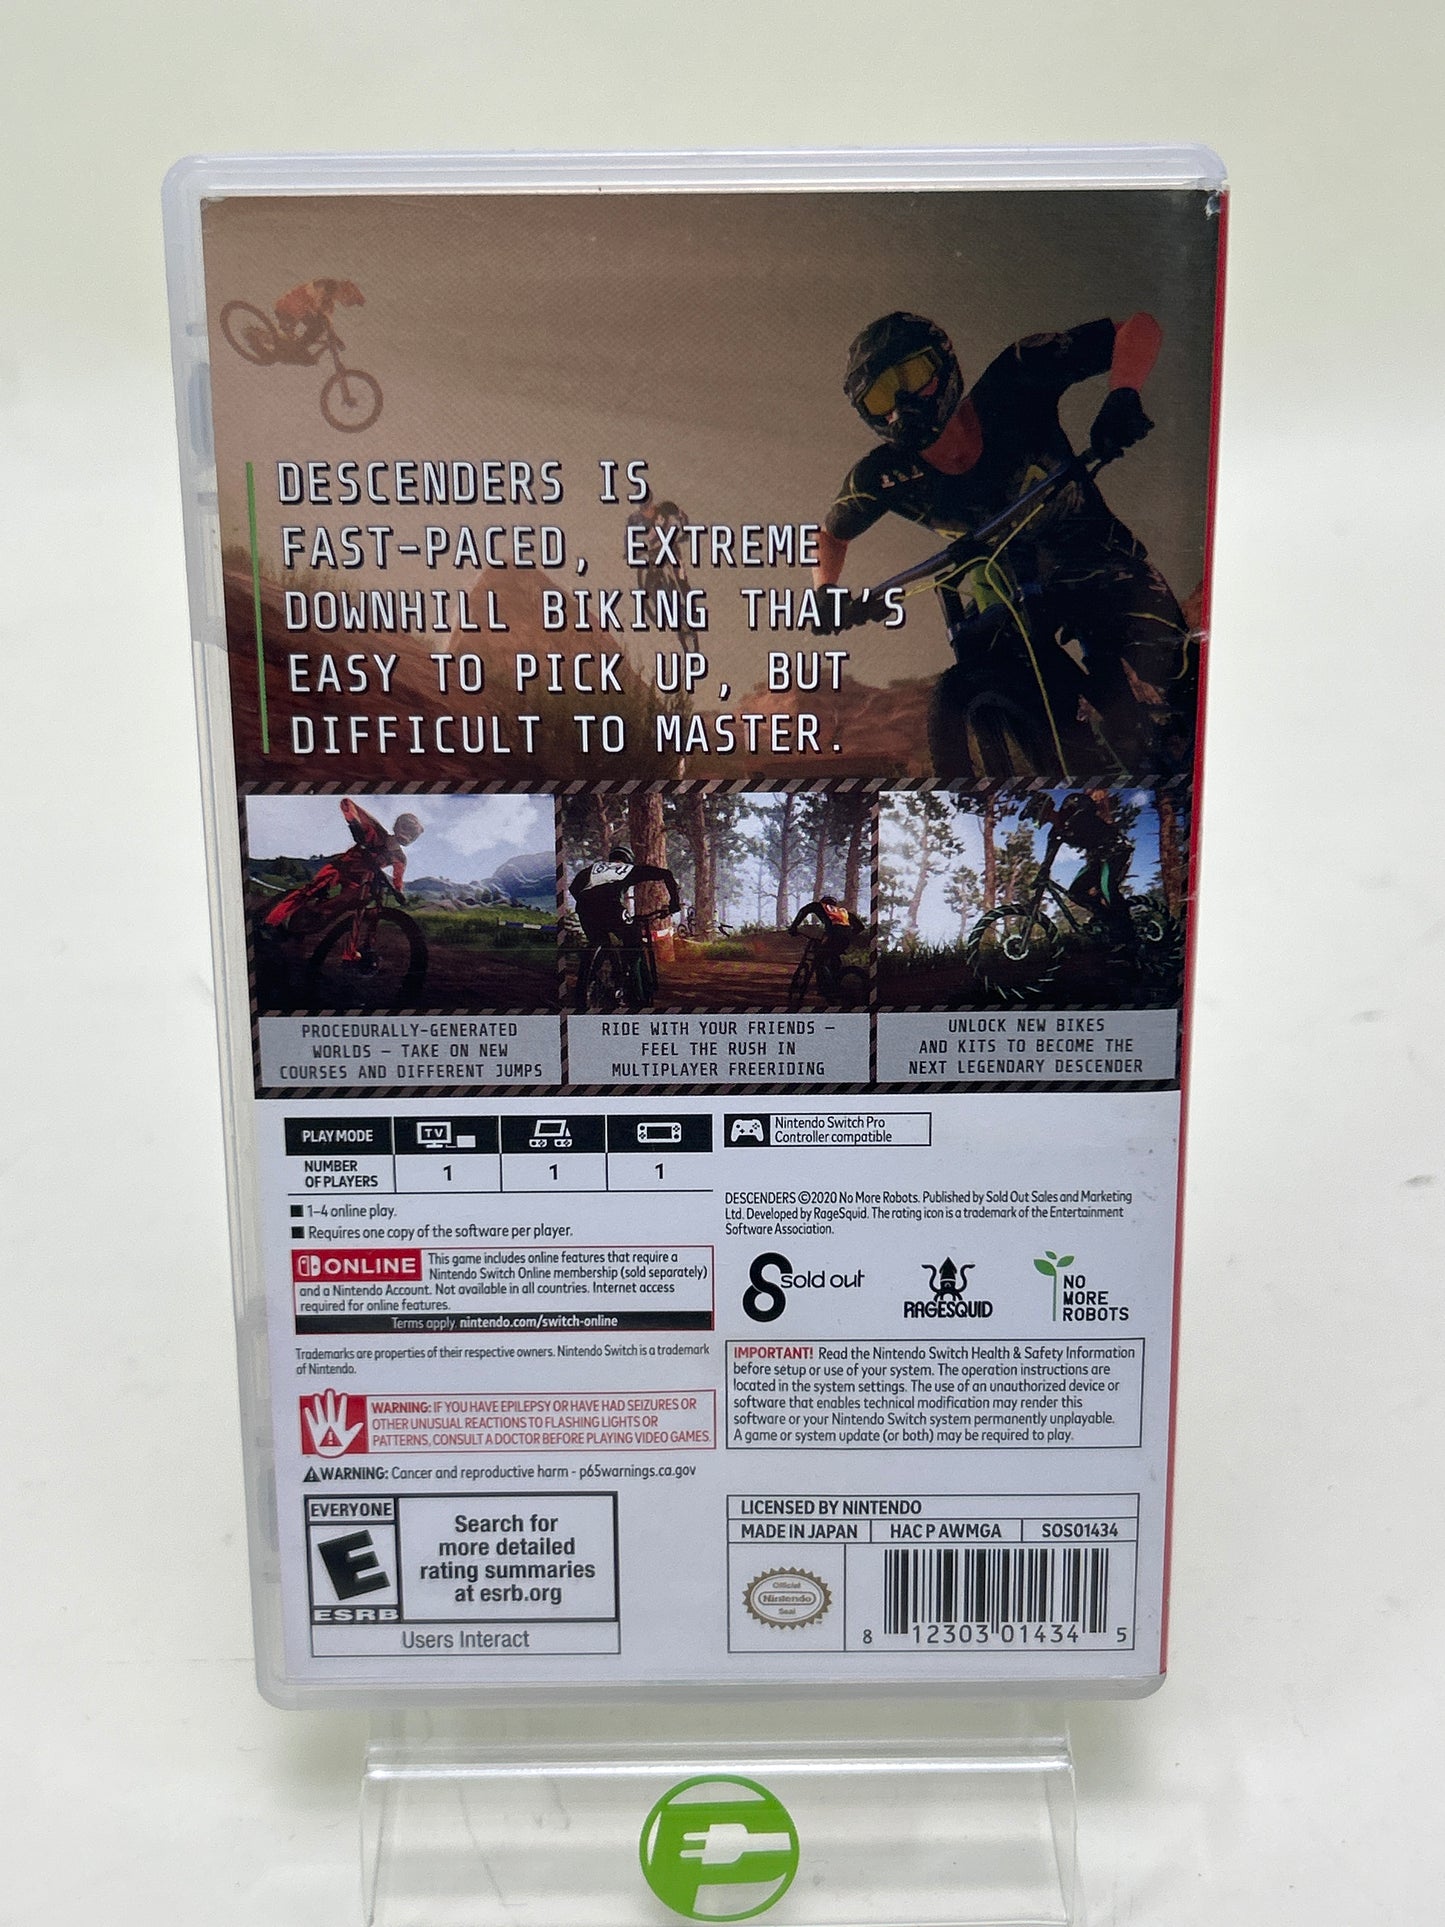 DESCENDERS IS
FAST-PACED, EXTREME
DOWNHILL BIKING THAT'S
EASY TO PICK UP, BUT
DIFFICULT TO MASTER.
PROCEDURALLY-GENERATED
WORLDS – TAKE ON NEW
COURSES AND DIFFERENT JUMPS
RIDE WITH YOUR FRIENDS –
FEEL THE RUSH IN
MULTIPLAYER FREERIDING
UNLOCK NEW BIKES
AND KITS TO BECOME THE
NEXT LEGENDARY DESCENDER
PLAY MODE
TV
NUMBER
OF PLAYERS
1 1 1
■ 1–4 online play.
■ Requires one copy of the software per player.
ONLINE
This game includes online features that require a
Nintendo Switch Online membership (sold separately)
and a Nintendo Account. Not available in all countries. Internet access
required for online features.
Terms apply. nintendo.com/switch-online
Trademarks are properties of their respective owners. Nintendo Switch is a trademark
of Nintendo.
WARNING: IF YOU HAVE EPILEPSY OR HAVE HAD SEIZURES OR
OTHER UNUSUAL REACTIONS TO FLASHING LIGHTS OR
PATTERNS, CONSULT A DOCTOR BEFORE PLAYING VIDEO GAMES.
WARNING: Cancer and reproductive harm - p65warnings.ca.gov
EVERYONE
E
ESRB
Search for
more detailed
rating summaries
at esrb.org
Users Interact
Nintendo Switch Pro
Controller compatible
DESCENDERS ©2020 No More Robots. Published by Sold Out Sales and Marketing
Ltd. Developed by RageSquid. The rating icon is a trademark of the Entertainment
Software Association.
sold out
RAGESQUID
NO
MORE
ROBOTS
IMPORTANT! Read the Nintendo Switch Health & Safety Information
before setup or use of your system. The operation instructions are
located in the system settings. The use of an unauthorized device or
software that enables technical modification may render this
software or your Nintendo Switch system permanently unplayable.
A game or system update (or both) may be required to play.
LICENSED BY NINTENDO
MADE IN JAPAN HAC P AWMGA SOS01434
Official
Nintendo
Seal
8 12303 01434 5